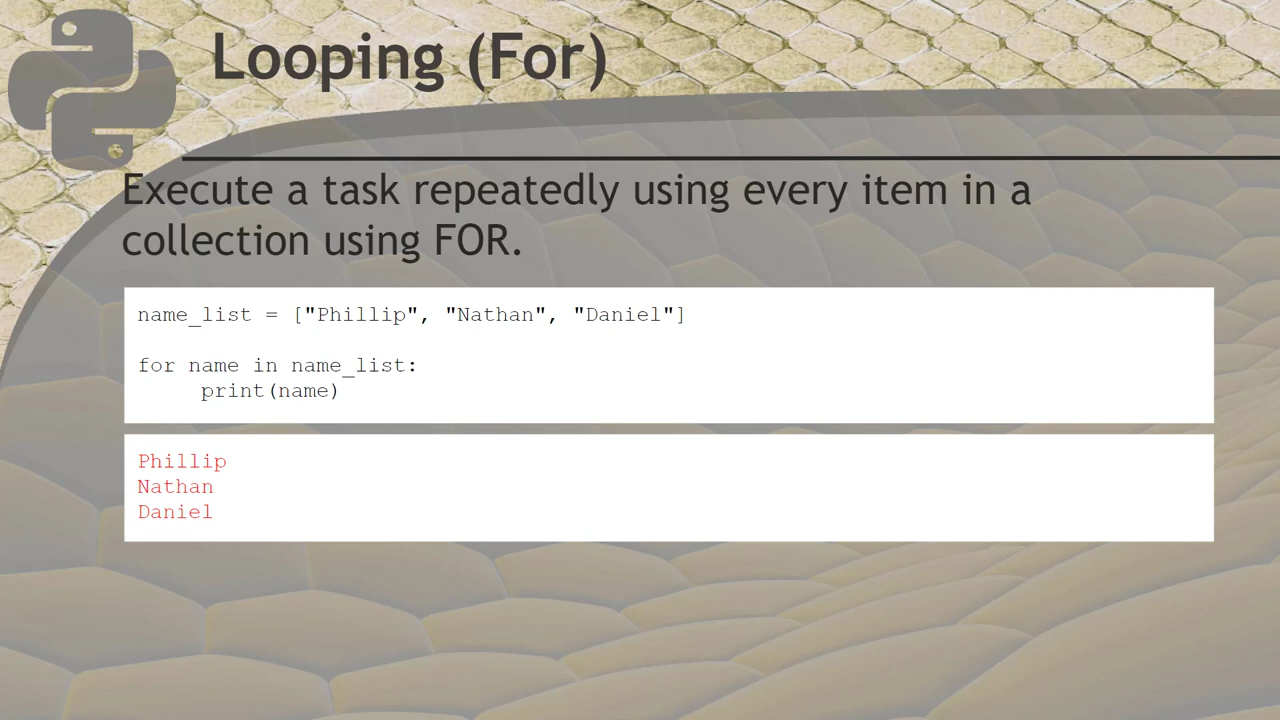 Looping (For)
Execute a task repeatedly using every item in a
collection using FOR.
name_list = ["Phillip", "Nathan", "Daniel"]
for name in name_list:
     print(name)
Phillip
Nathan
Daniel